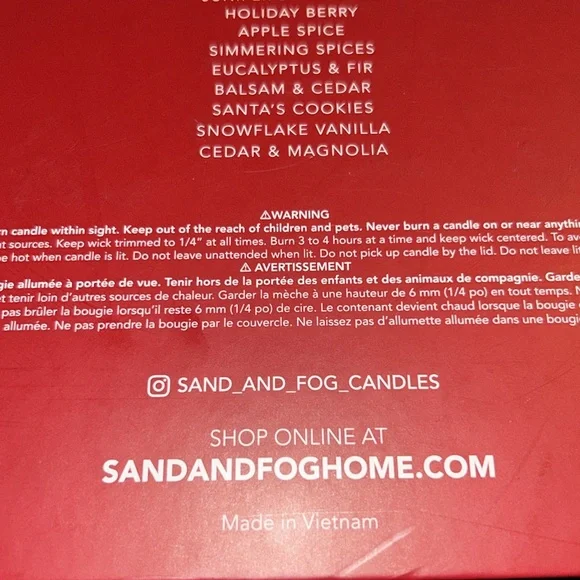 HOLIDAY BERRY
APPLE SPICE
SIMMERING SPICES
EUCALYPTUS & FIR
BALSAM & CEDAR
SANTA'S COOKIES
SNOWFLAKE VANILLA
CEDAR & MAGNOLIA
⚠WARNING
rn candle within sight. Keep out of the reach of children and pets. Never burn a candle on or near anythin
t sources. Keep wick trimmed to 1/4" at all times. Burn 3 to 4 hours at a time and keep wick centered. To av
e hot when candle is lit. Do not leave unattended when lit. Do not pick up candle by the lid. Do not leave lit
⚠ AVERTISSEMENT
gie allumée à portée de vue. Tenir hors de la portée des enfants et des animaux de compagnie. Garde
et tenir loin d'autres sources de chaleur. Garder la mèche à une hauteur de 6 mm (1/4 po) en tout temps. N
pas brûler la bougie lorsqu'il reste 6 mm (1/4 po) de cire. Le contenant devient chaud lorsque la bougie
allumée. Ne pas prendre la bougie par le couvercle. Ne laissez pas d'allumette allumée dans une bougi
SAND_AND_FOG_CANDLES
SHOP ONLINE AT
SANDANDFOGHOME.COM
Made in Vietnam